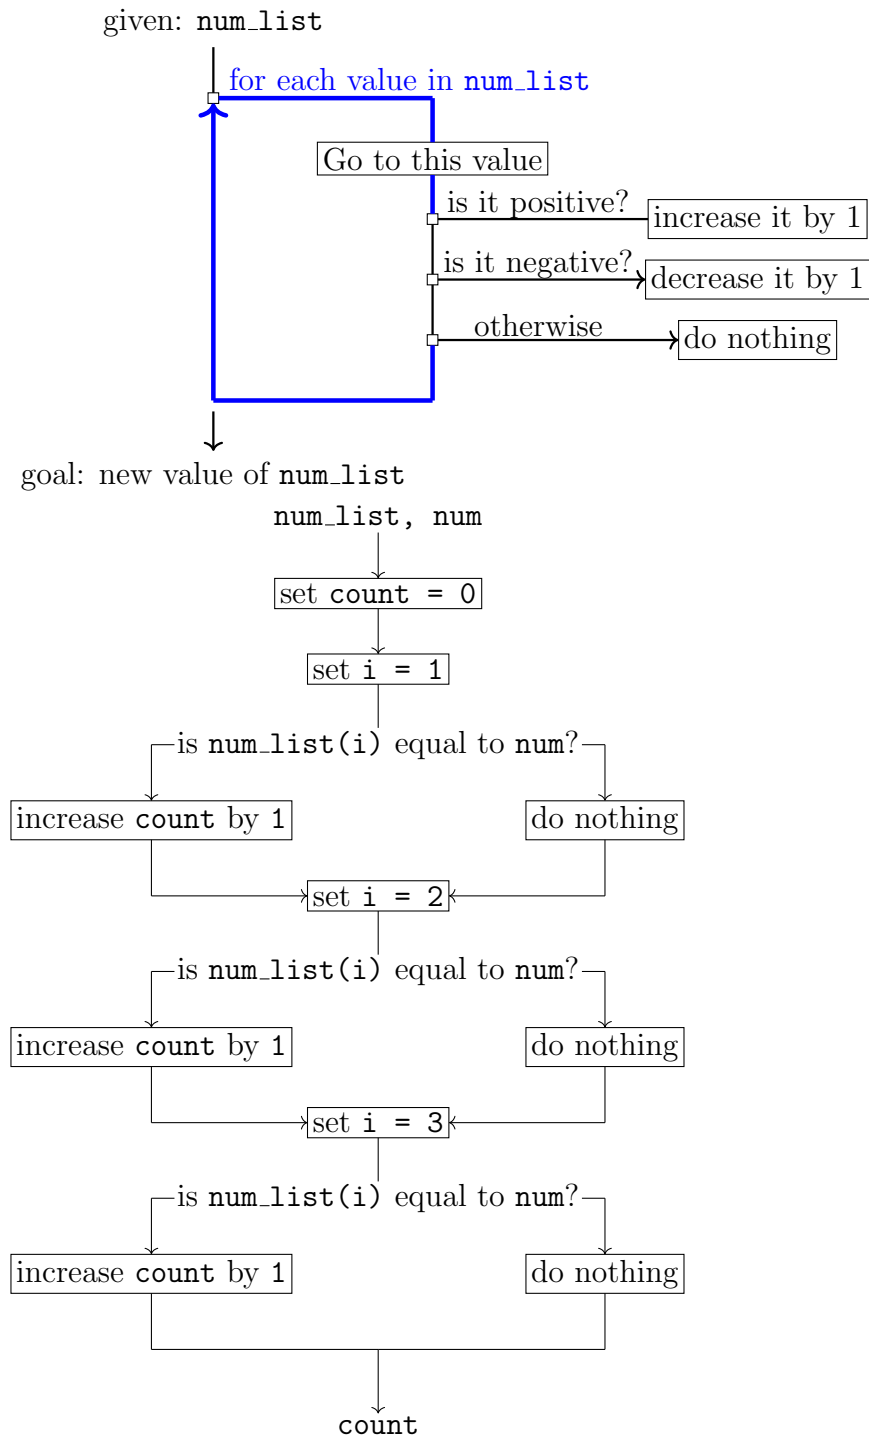 given: num_list
for each value in num_list
Go to this value
is it positive?
increase it by 1
is it negative?
decrease it by 1
otherwise
do nothing
goal: new value of num_list
num_list, num
set count = 0
set i = 1
is num_list(i) equal to num?
increase count by 1
do nothing
set i = 2
is num_list(i) equal to num?
increase count by 1
do nothing
set i = 3
is num_list(i) equal to num?
increase count by 1
do nothing
count